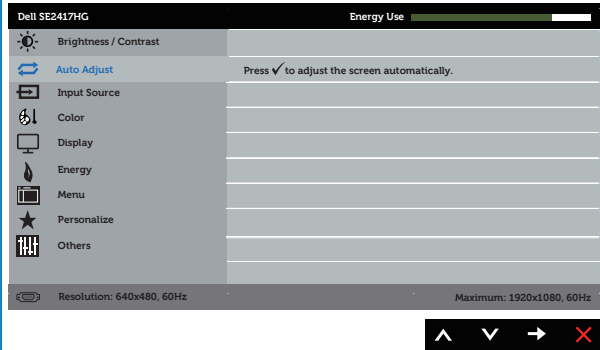 Dell SE2417HG Energy Use
Brightness / Contrast
Auto Adjust Press ✓ to adjust the screen automatically.
Input Source
Color
Display
Energy
Menu
Personalize
Others
Resolution: 640x480, 60Hz Maximum: 1920x1080, 60Hz